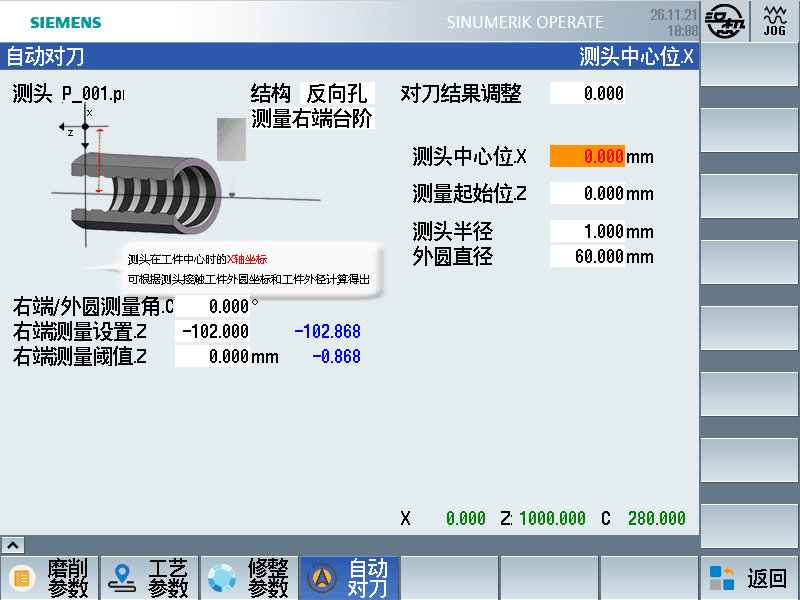 SIEMENS
SINUMERIK OPERATE
26.11.21
10:08
JOG
自动对刀
测头中心位.X
测头 P_001.p
结构 反向孔
测量右端台阶
对刀结果调整 0.000
x
z
测头中心位.X 0.000 mm
测量起始位.Z 0.000 mm
测头半径 1.000 mm
外圆直径 60.000 mm
测头在工件中心时的X轴坐标
可根据测头接触工件外圆坐标和工件外径计算得出
右端/外圆测量角.C 0.000 °
右端测量设置.Z -102.000 -102.868
右端测量阈值.Z 0.000 mm -0.868
X 0.000 Z: 1000.000 C 280.000
磨削参数
工艺参数
修整参数
自动对刀
返回